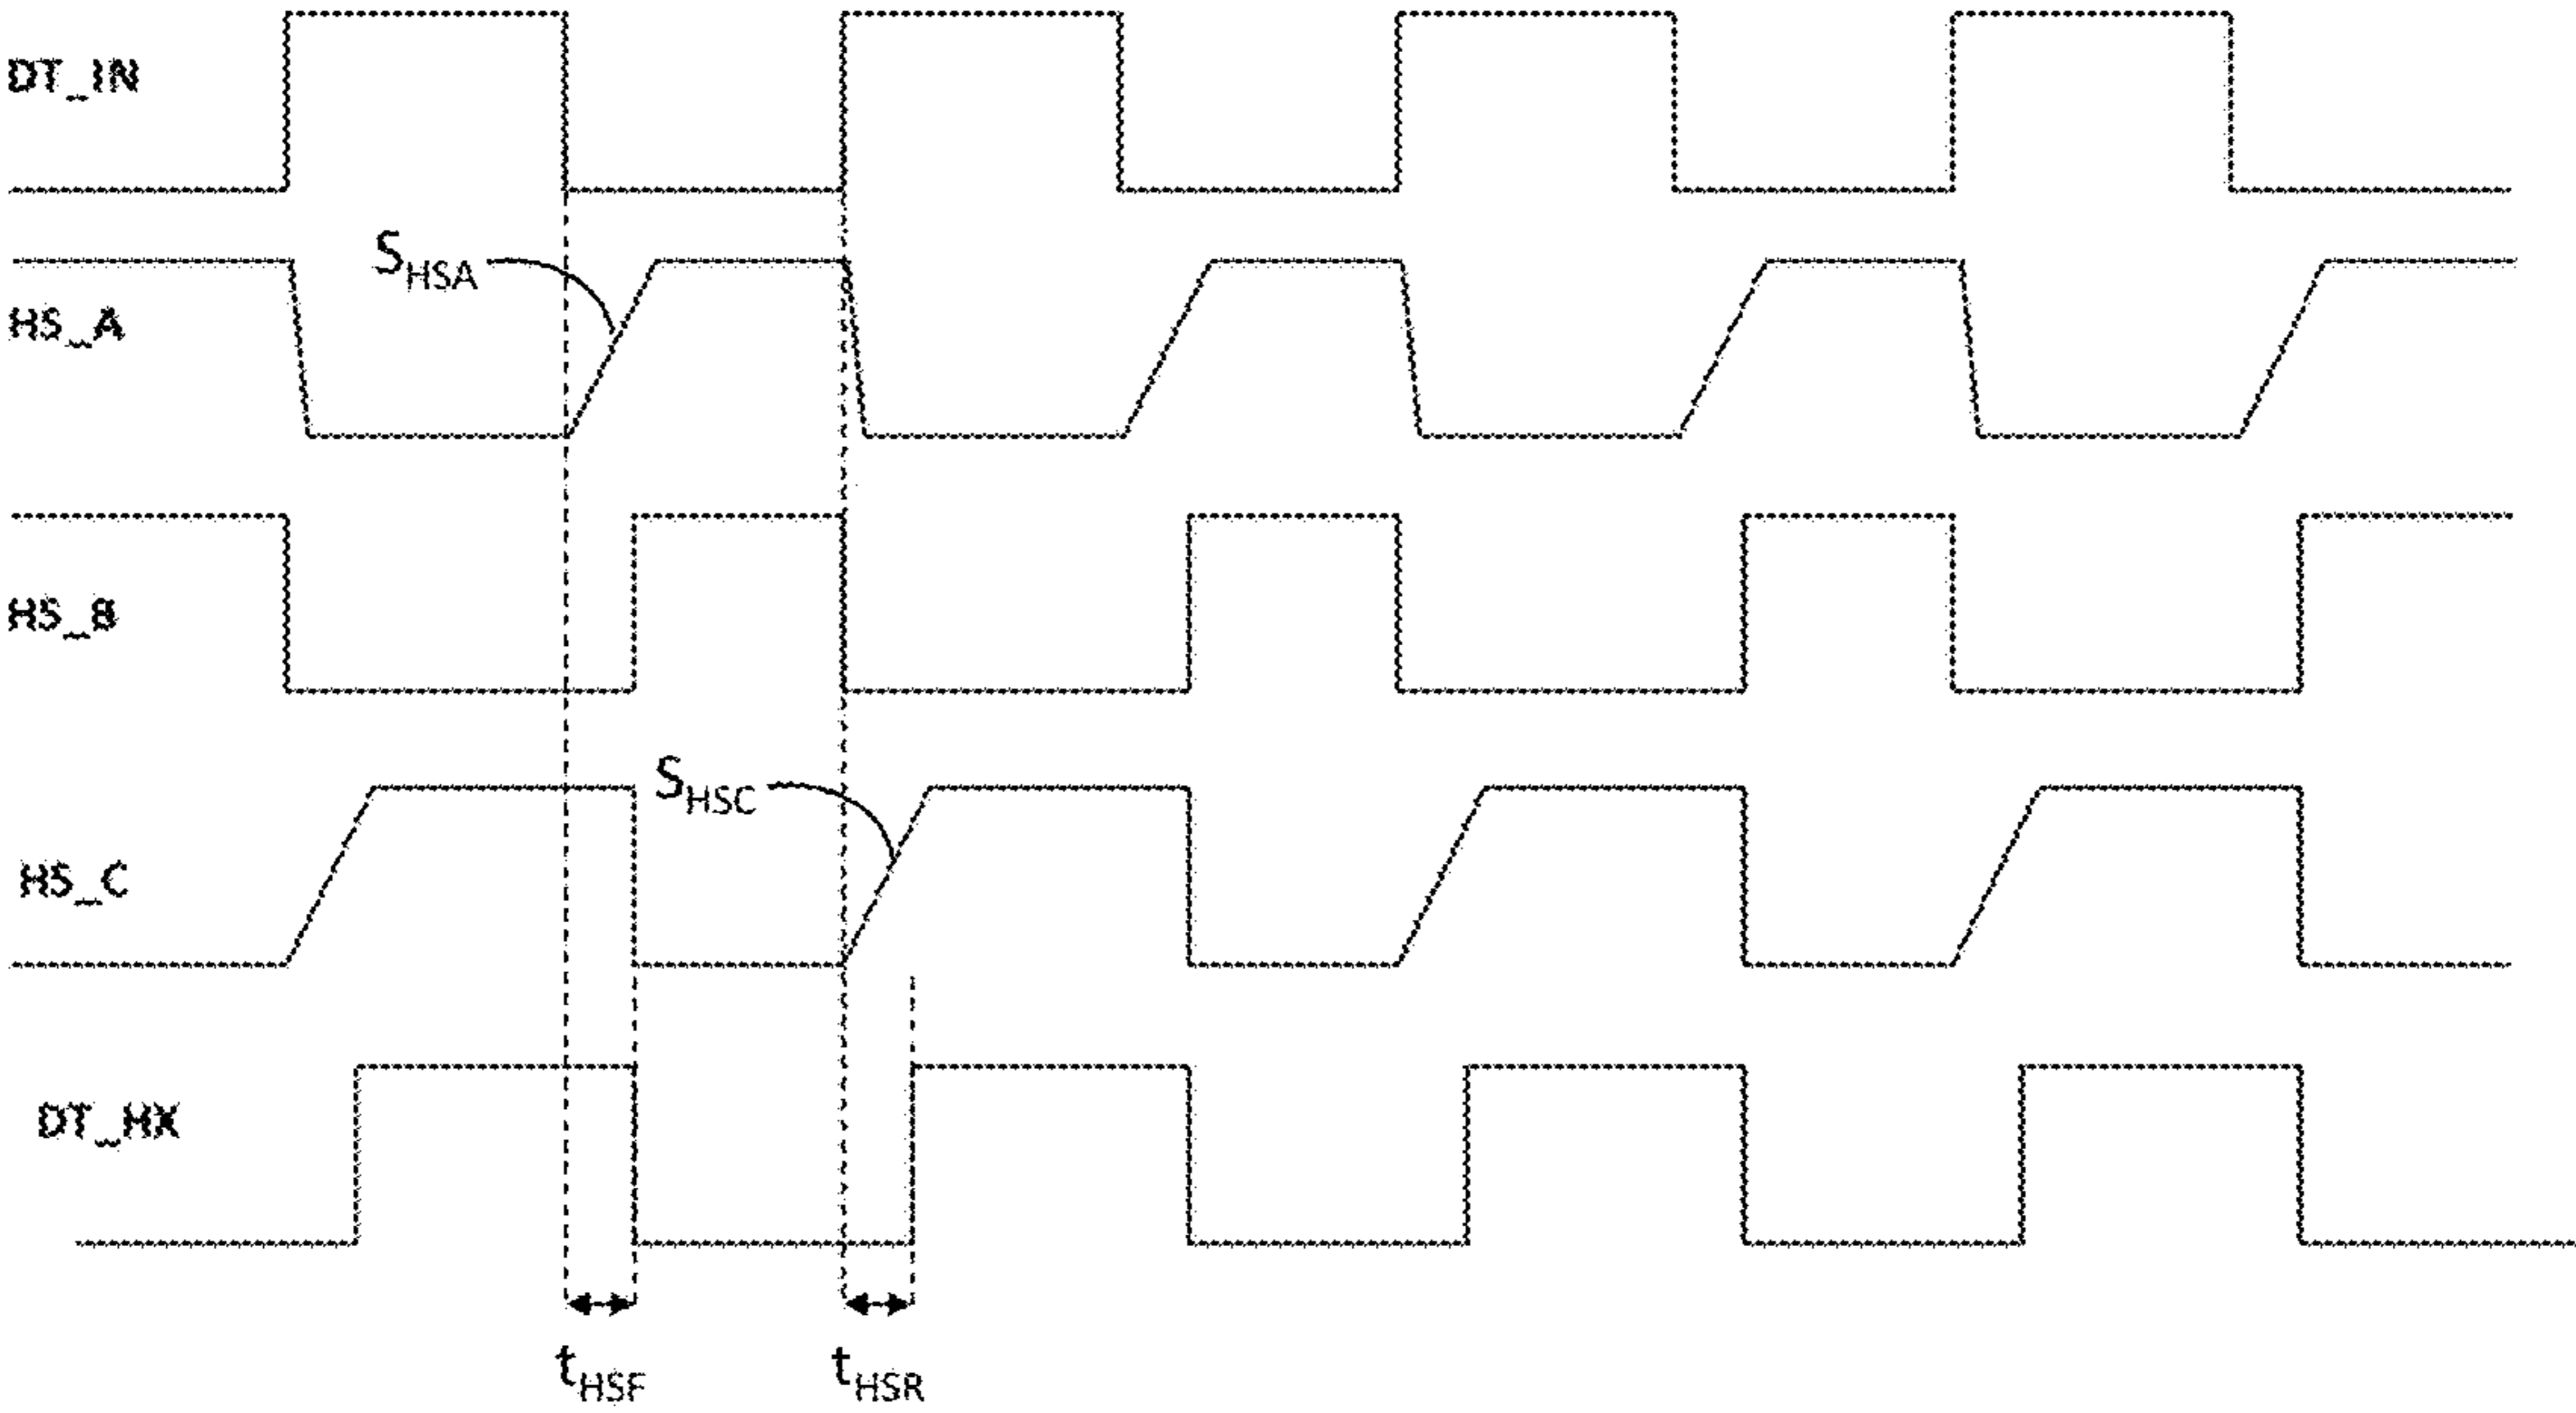 DT_IN
S_HSA
HS_A
HS_B
S_HSC
HS_C
DT_HX
t_HSF
t_HSR